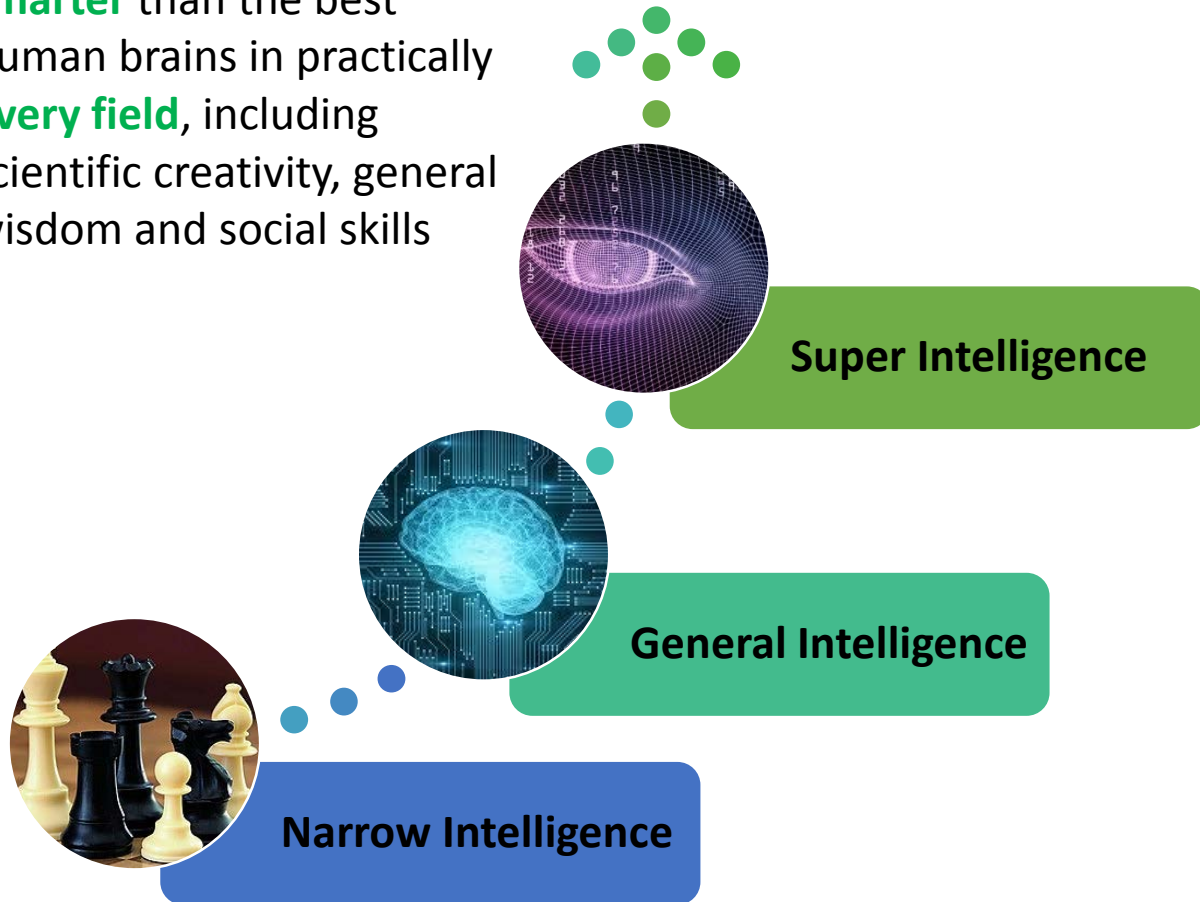 marter than the best
uman brains in practically
very field, including
cientific creativity, general
wisdom and social skills
Super Intelligence
General Intelligence
Narrow Intelligence